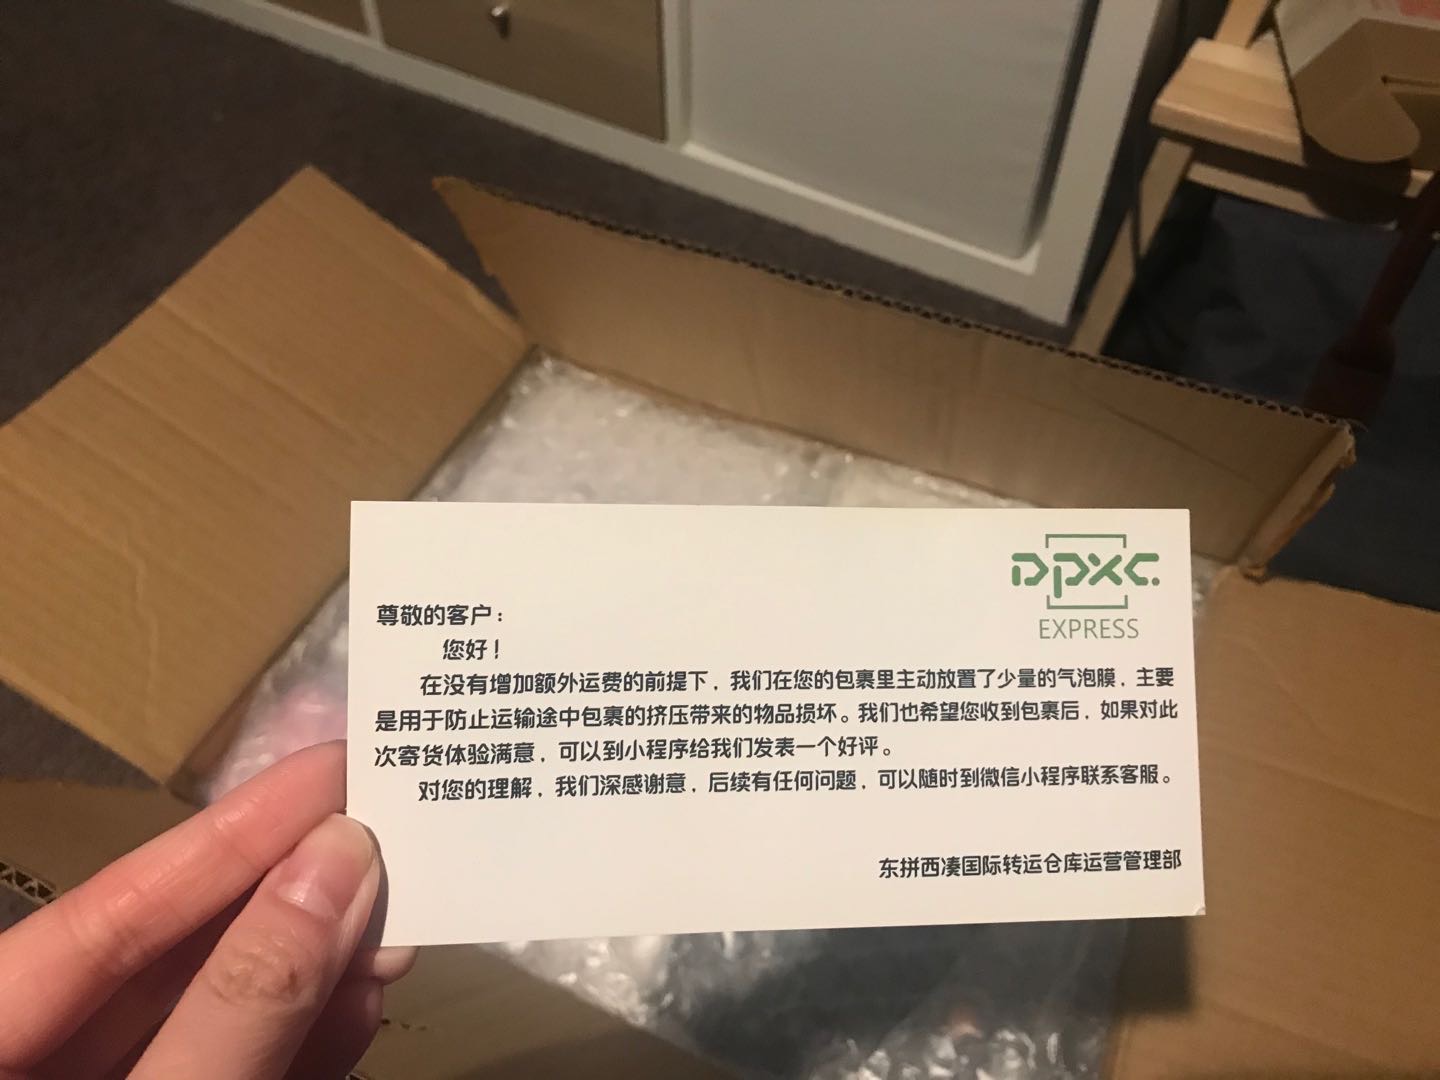 DPXC.
EXPRESS
尊敬的客户：
您好！
在没有增加额外运费的前提下，我们在您的包裹里主动放置了少量的气泡膜，主要
是用于防止运输途中包裹的挤压带来的物品损坏。我们也希望您收到包裹后，如果对此
次寄货体验满意，可以到小程序给我们发表一个好评。
对您的理解，我们深感谢意，后续有任何问题，可以随时到微信小程序联系客服。
东拼西凑国际转运仓库运营管理部